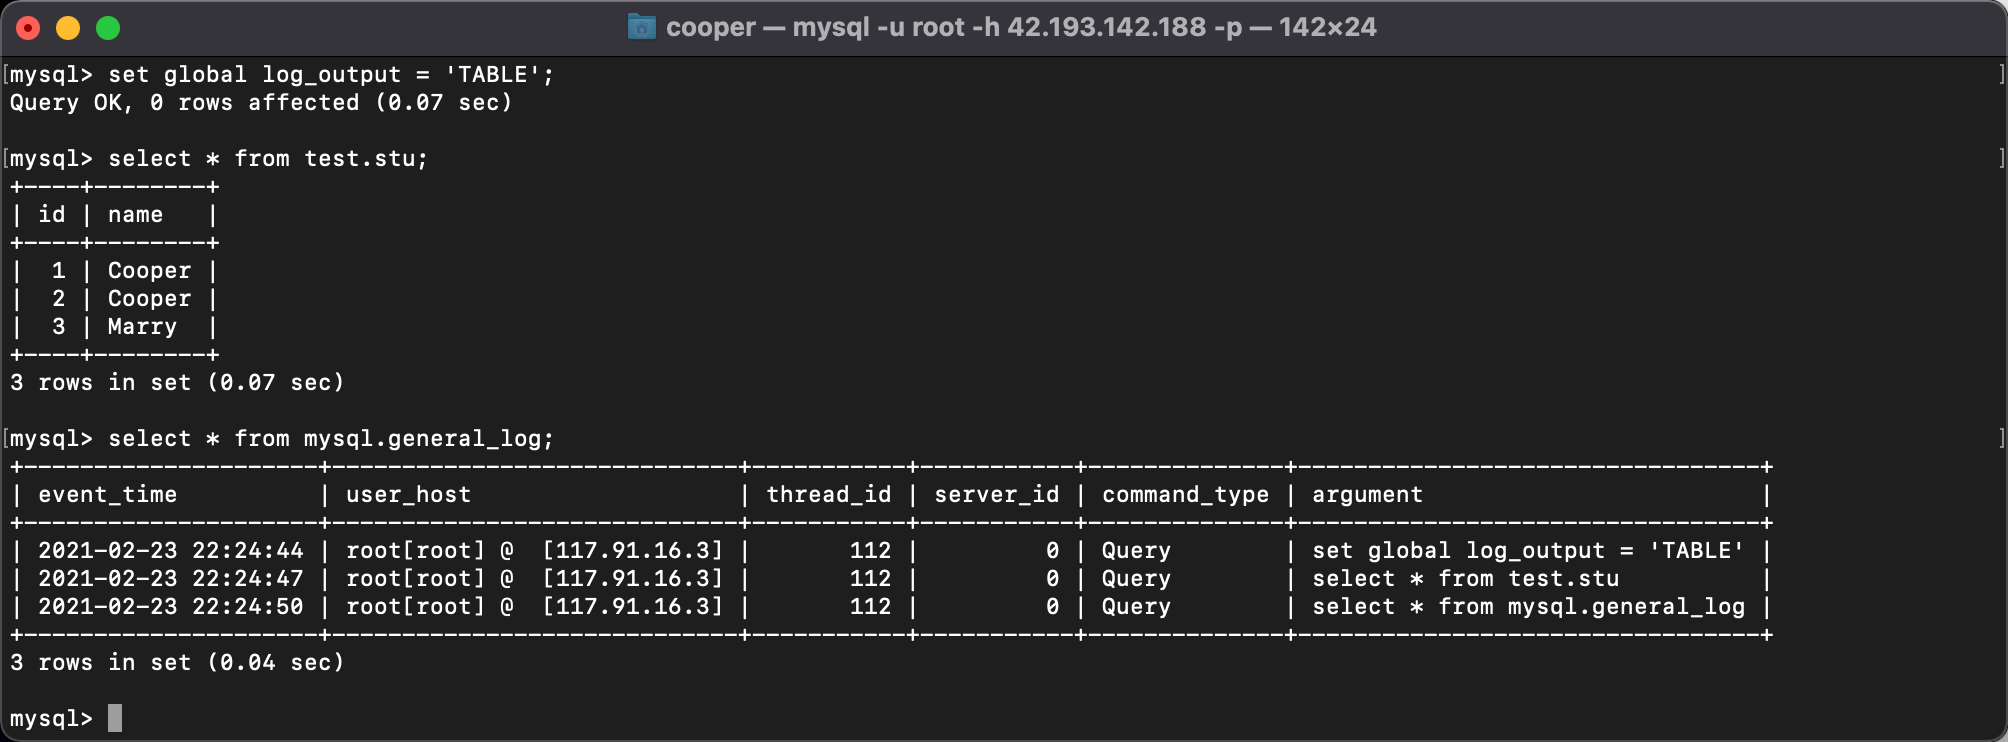 cooper — mysql -u root -h 42.193.142.188 -p — 142×24
[mysql> set global log_output = 'TABLE'; ]
Query OK, 0 rows affected (0.07 sec)
[mysql> select * from test.stu; ]
+----+--------+
| id | name   |
+----+--------+
|  1 | Cooper |
|  2 | Cooper |
|  3 | Marry  |
+----+--------+
3 rows in set (0.07 sec)
[mysql> select * from mysql.general_log; ]
+---------------------+-----------------------------+-----------+-----------+--------------+---------------------------------+
| event_time          | user_host                   | thread_id | server_id | command_type | argument                        |
+---------------------+-----------------------------+-----------+-----------+--------------+---------------------------------+
| 2021-02-23 22:24:44 | root[root] @  [117.91.16.3] |       112 |         0 | Query        | set global log_output = 'TABLE' |
| 2021-02-23 22:24:47 | root[root] @  [117.91.16.3] |       112 |         0 | Query        | select * from test.stu          |
| 2021-02-23 22:24:50 | root[root] @  [117.91.16.3] |       112 |         0 | Query        | select * from mysql.general_log |
+---------------------+-----------------------------+-----------+-----------+--------------+---------------------------------+
3 rows in set (0.04 sec)
mysql>